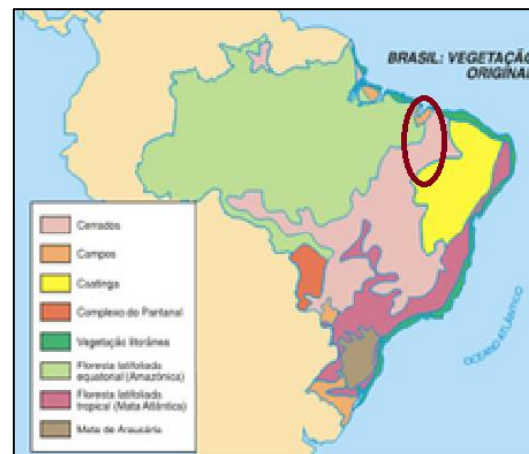 BRASIL: VEGETAÇÃO
ORIGINAL
Cerrados
Campos
Caatinga
Complexo do Pantanal
Vegetação litorânea
Floresta latifoliada
equatorial (Amazônica)
Floresta latifoliada
tropical (Mata Atlântica)
Mata de Araucária
OCEANO ATLÂNTICO